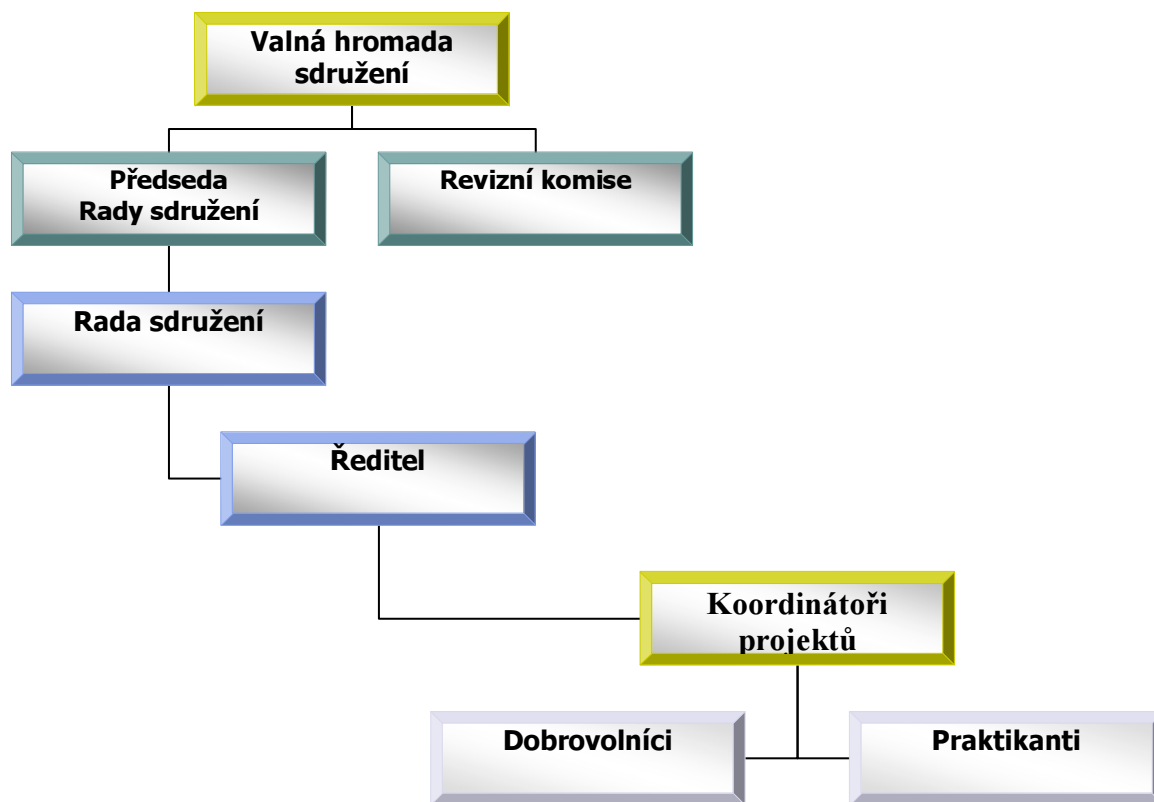 Valná hromada
sdružení
Předseda
Rady sdružení
Revizní komise
Rada sdružení
Ředitel
Koordinátoři
projektů
Dobrovolníci
Praktikanti